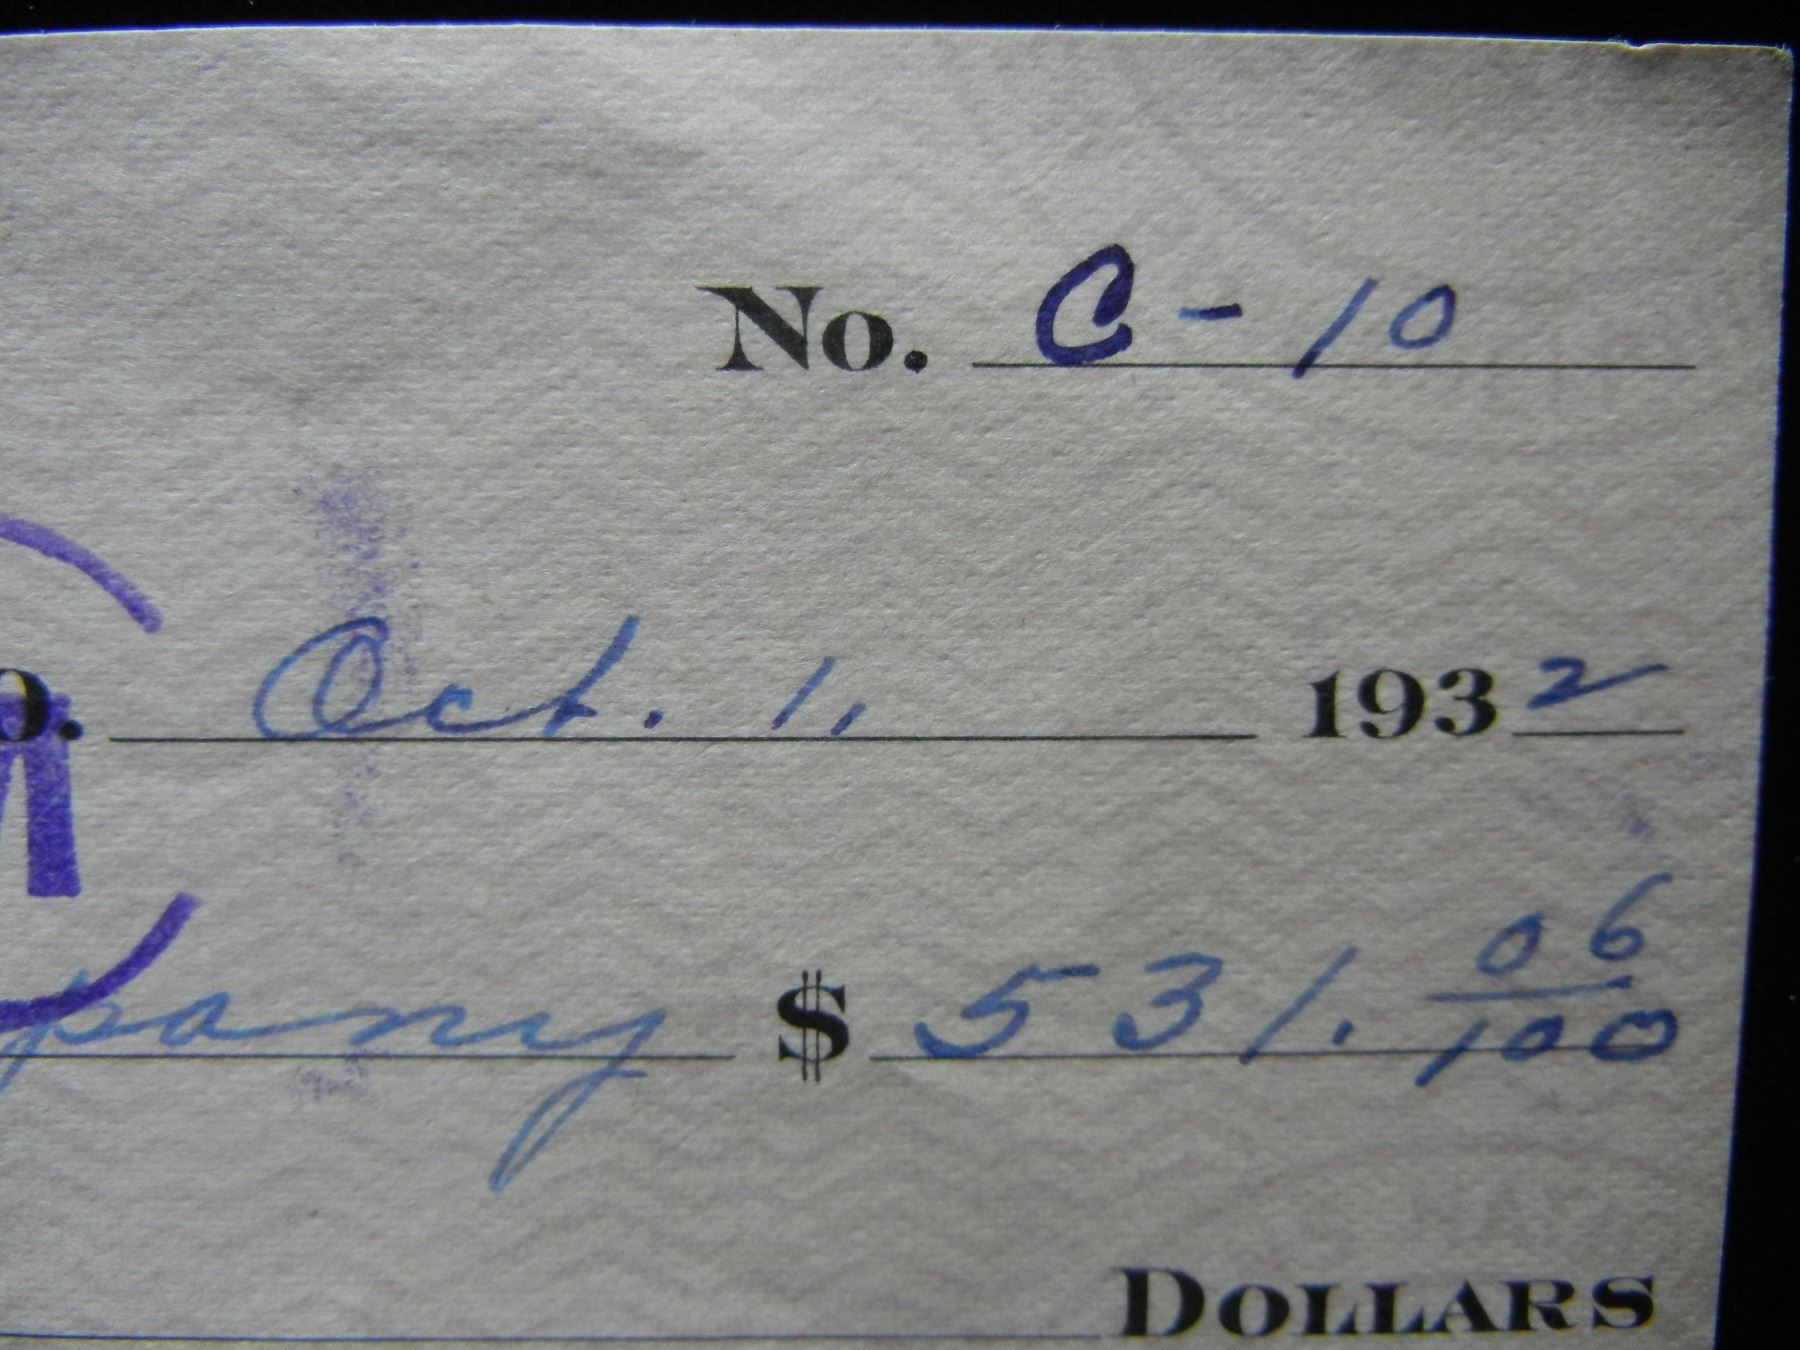 No. C-10
o. Oct. 1, 1932
pany $ 531. 06/100
DOLLARS